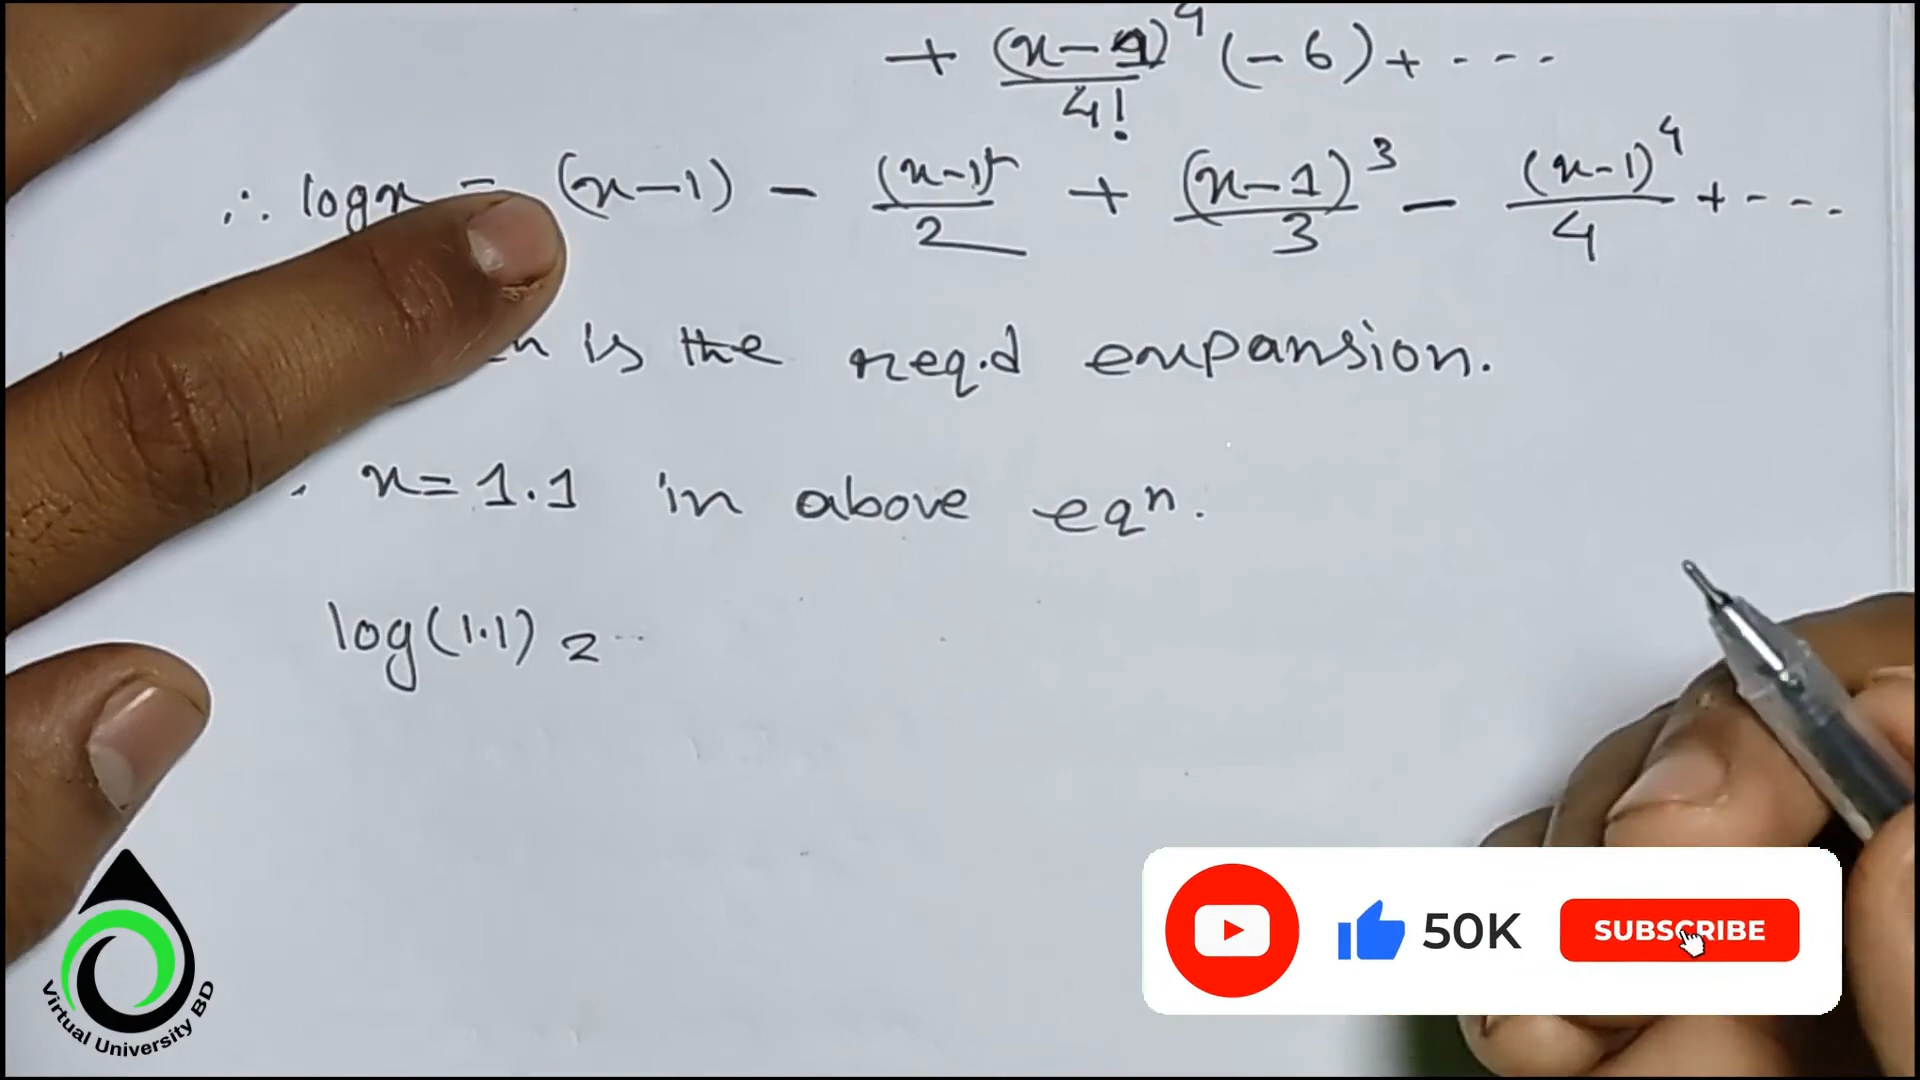 + (x-1)⁴/4! (-6) + ----
∴ logx = (x-1) - (x-1)²/2 + (x-1)³/3 - (x-1)⁴/4 + ----
is the req.d expansion.
x=1.1 in above eqⁿ.
log(1.1) =
50K SUBSCRIBE
Virtual University BD